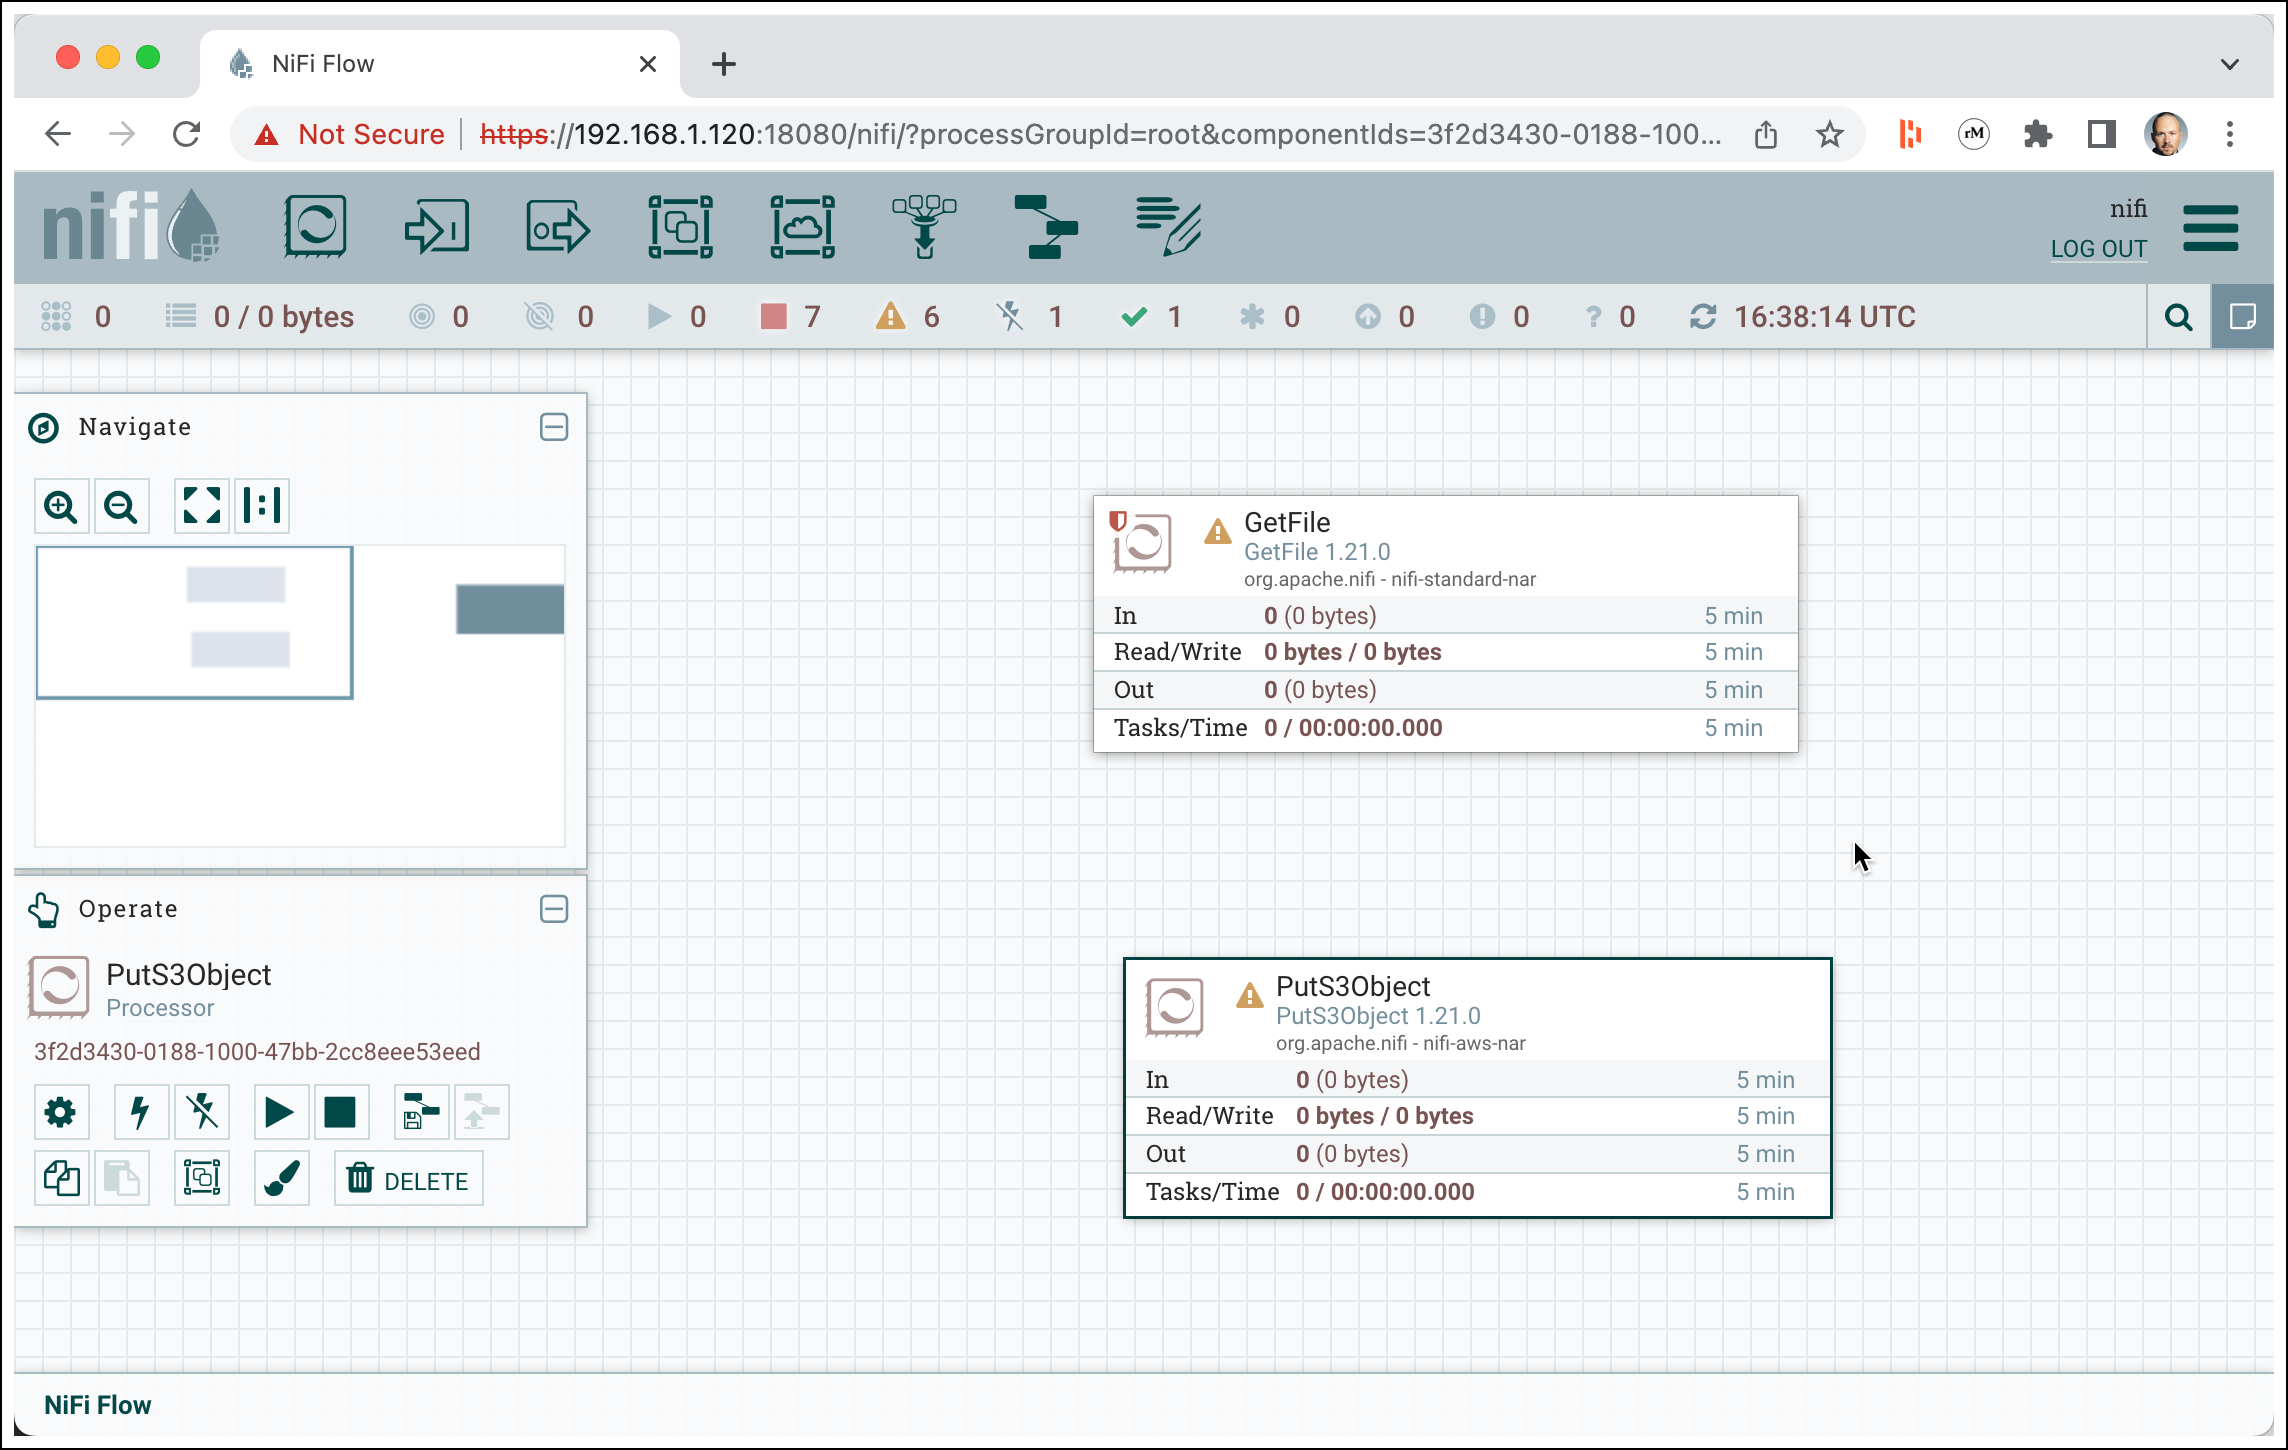 NiFi Flow
Not Secure https://192.168.1.120:18080/nifi/?processGroupId=root&componentIds=3f2d3430-0188-100...
rM
nifi
nifi
LOG OUT
0 0 / 0 bytes 0 0 0 7 6 1 1 0 0 0 ? 0 16:38:14 UTC
Navigate
GetFile
GetFile 1.21.0
org.apache.nifi - nifi-standard-nar
In 0 (0 bytes) 5 min
Read/Write 0 bytes / 0 bytes 5 min
Out 0 (0 bytes) 5 min
Tasks/Time 0 / 00:00:00.000 5 min
Operate
PutS3Object
Processor
3f2d3430-0188-1000-47bb-2cc8eee53eed
DELETE
PutS3Object
PutS3Object 1.21.0
org.apache.nifi - nifi-aws-nar
In 0 (0 bytes) 5 min
Read/Write 0 bytes / 0 bytes 5 min
Out 0 (0 bytes) 5 min
Tasks/Time 0 / 00:00:00.000 5 min
NiFi Flow